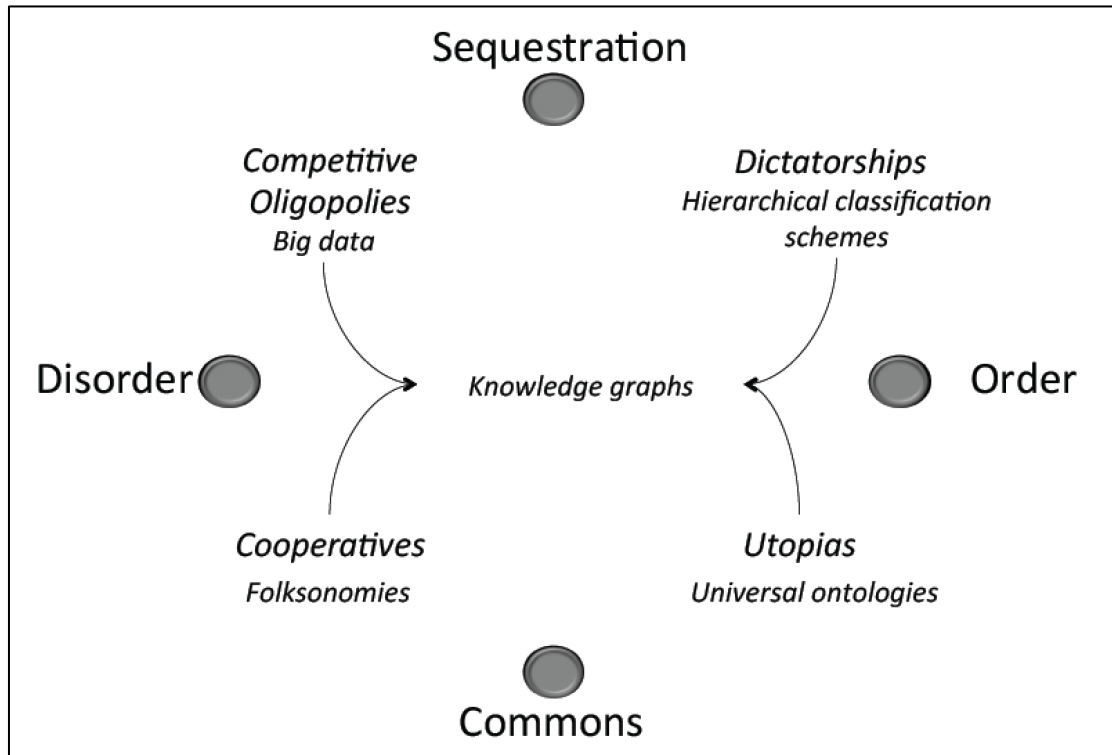 Sequestration
Competitive
Oligopolies
Big data
Dictatorships
Hierarchical classification
schemes
Disorder
Knowledge graphs
Order
Cooperatives
Folksonomies
Utopias
Universal ontologies
Commons